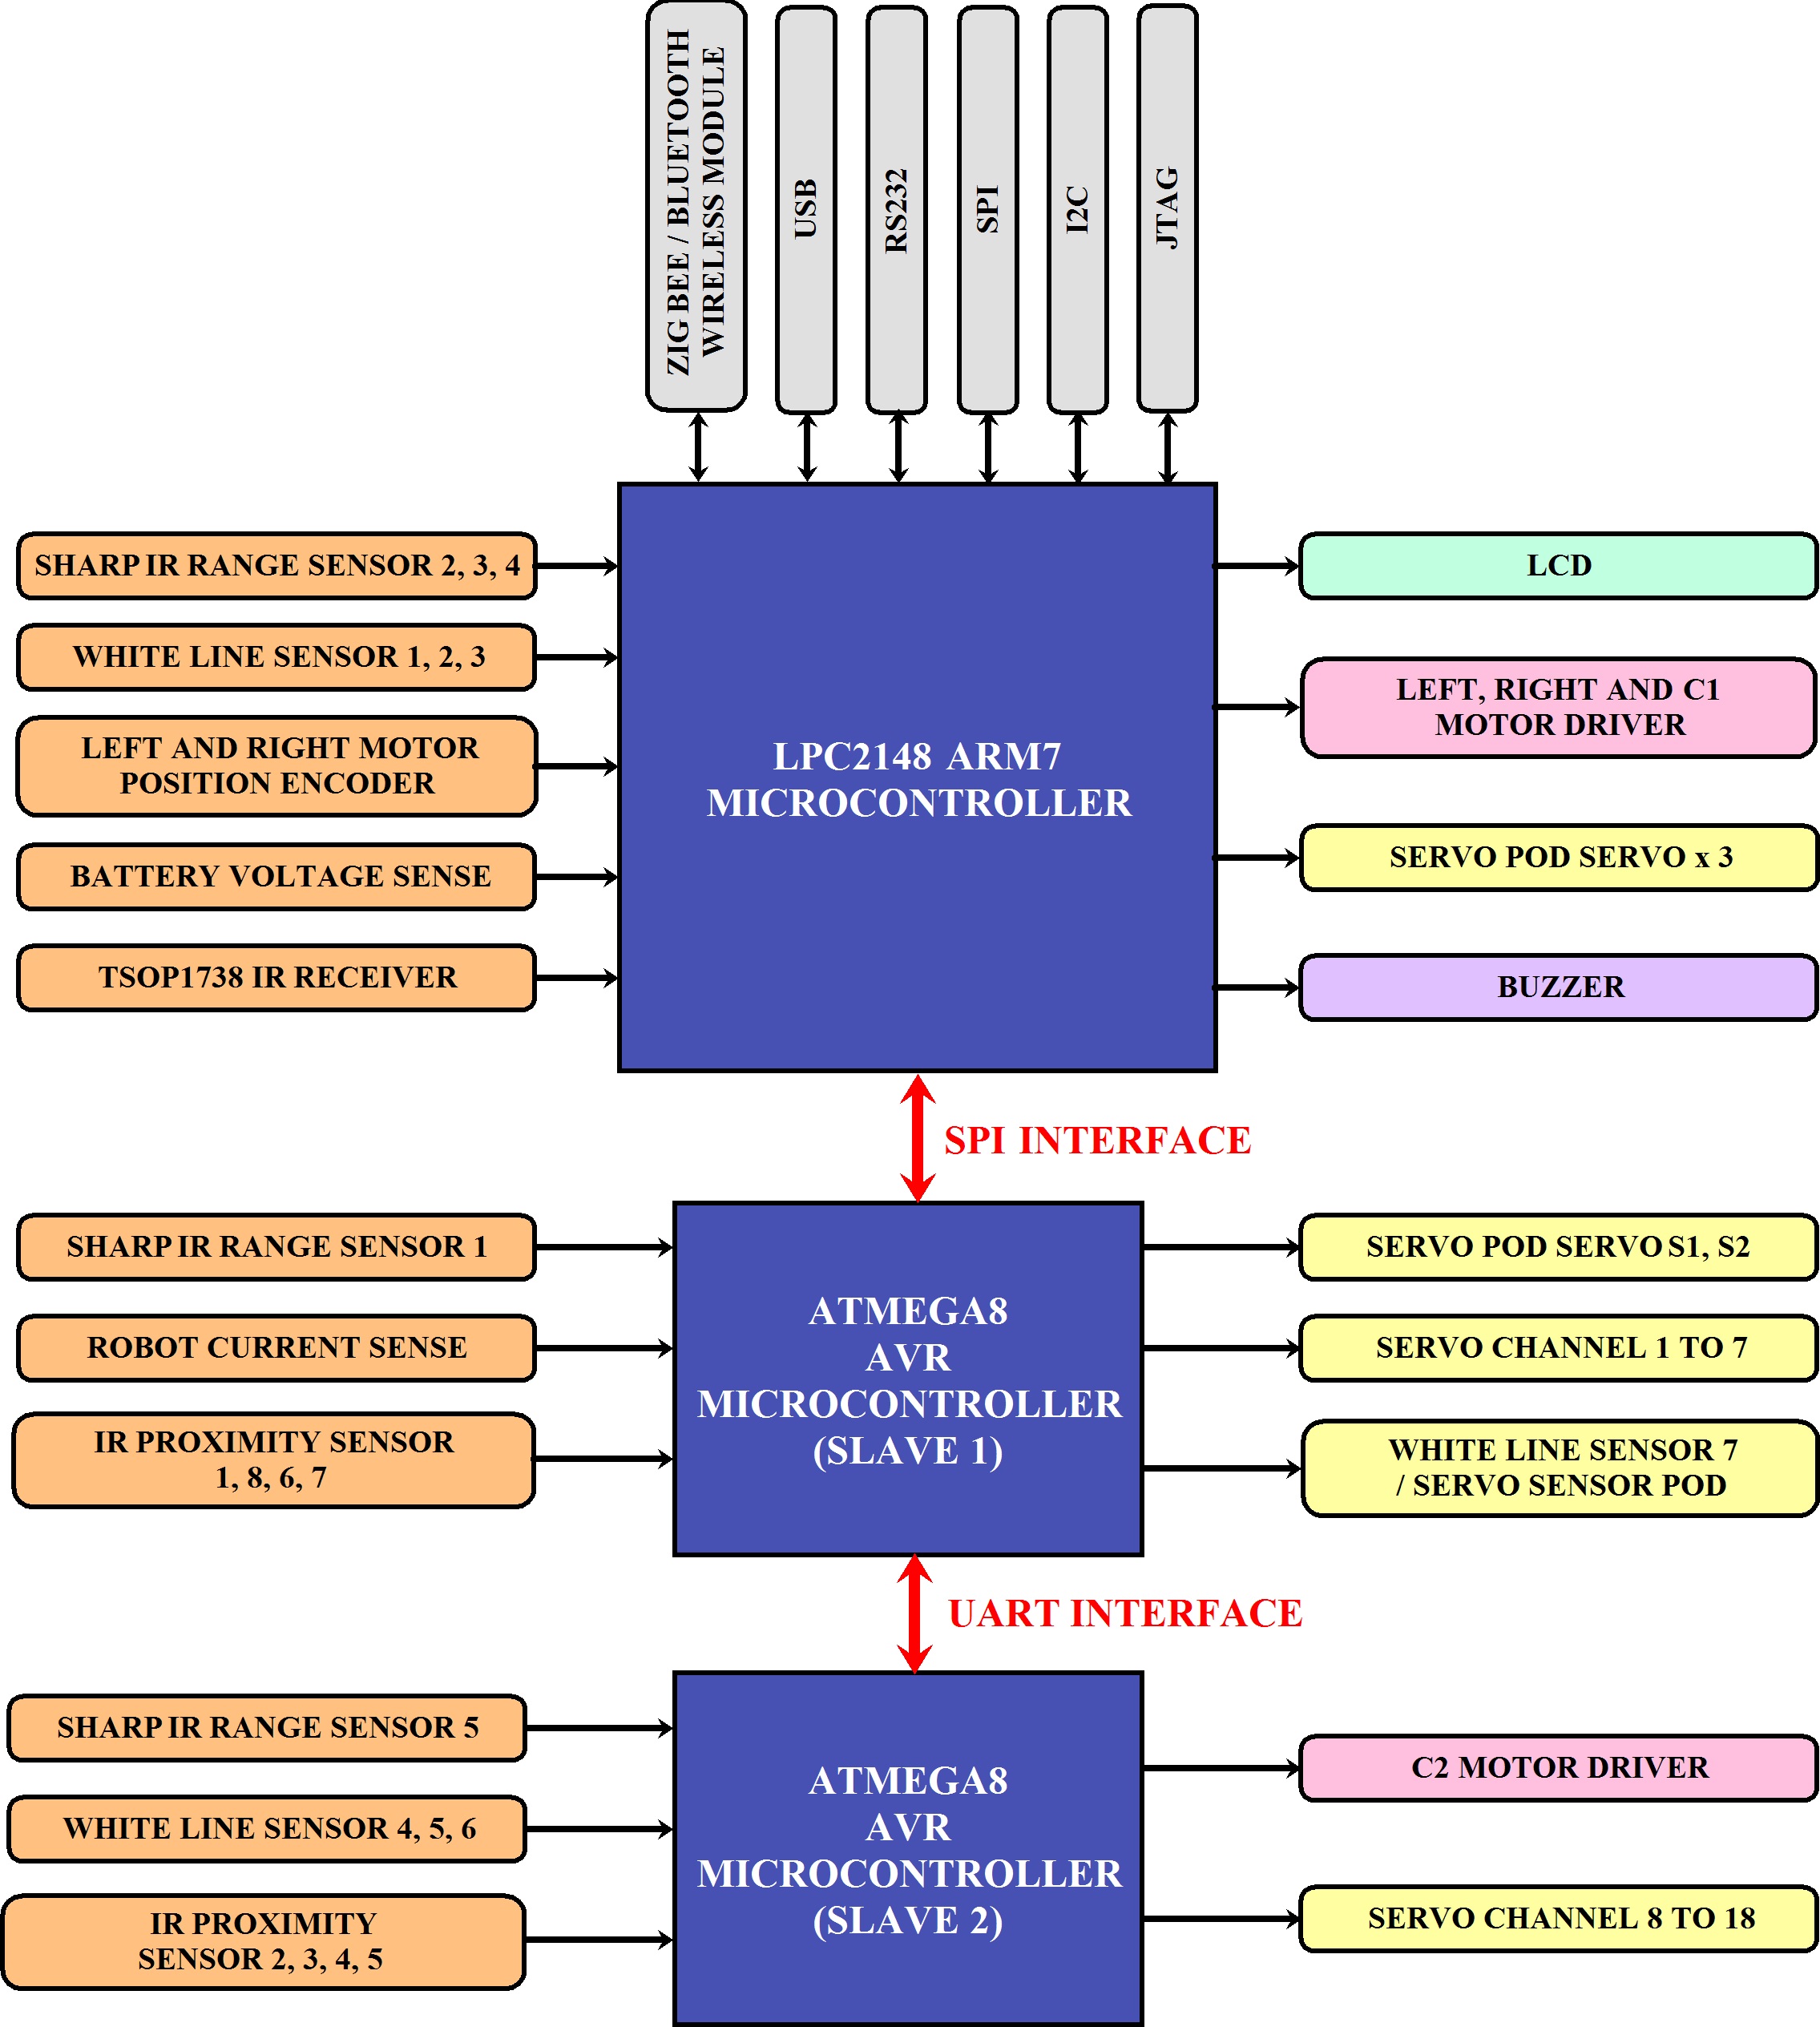 ZIG BEE / BLUETOOTH
WIRELESS MODULE
USB
RS232
SPI
I2C
JTAG
SHARP IR RANGE SENSOR 2, 3, 4
WHITE LINE SENSOR 1, 2, 3
LEFT AND RIGHT MOTOR
POSITION ENCODER
BATTERY VOLTAGE SENSE
TSOP1738 IR RECEIVER
LPC2148 ARM7
MICROCONTROLLER
LCD
LEFT, RIGHT AND C1
MOTOR DRIVER
SERVO POD SERVO x 3
BUZZER
SPI INTERFACE
SHARP IR RANGE SENSOR 1
ROBOT CURRENT SENSE
IR PROXIMITY SENSOR
1, 8, 6, 7
ATMEGA8
AVR
MICROCONTROLLER
(SLAVE 1)
SERVO POD SERVO S1, S2
SERVO CHANNEL 1 TO 7
WHITE LINE SENSOR 7
/ SERVO SENSOR POD
UART INTERFACE
SHARP IR RANGE SENSOR 5
WHITE LINE SENSOR 4, 5, 6
IR PROXIMITY
SENSOR 2, 3, 4, 5
ATMEGA8
AVR
MICROCONTROLLER
(SLAVE 2)
C2 MOTOR DRIVER
SERVO CHANNEL 8 TO 18